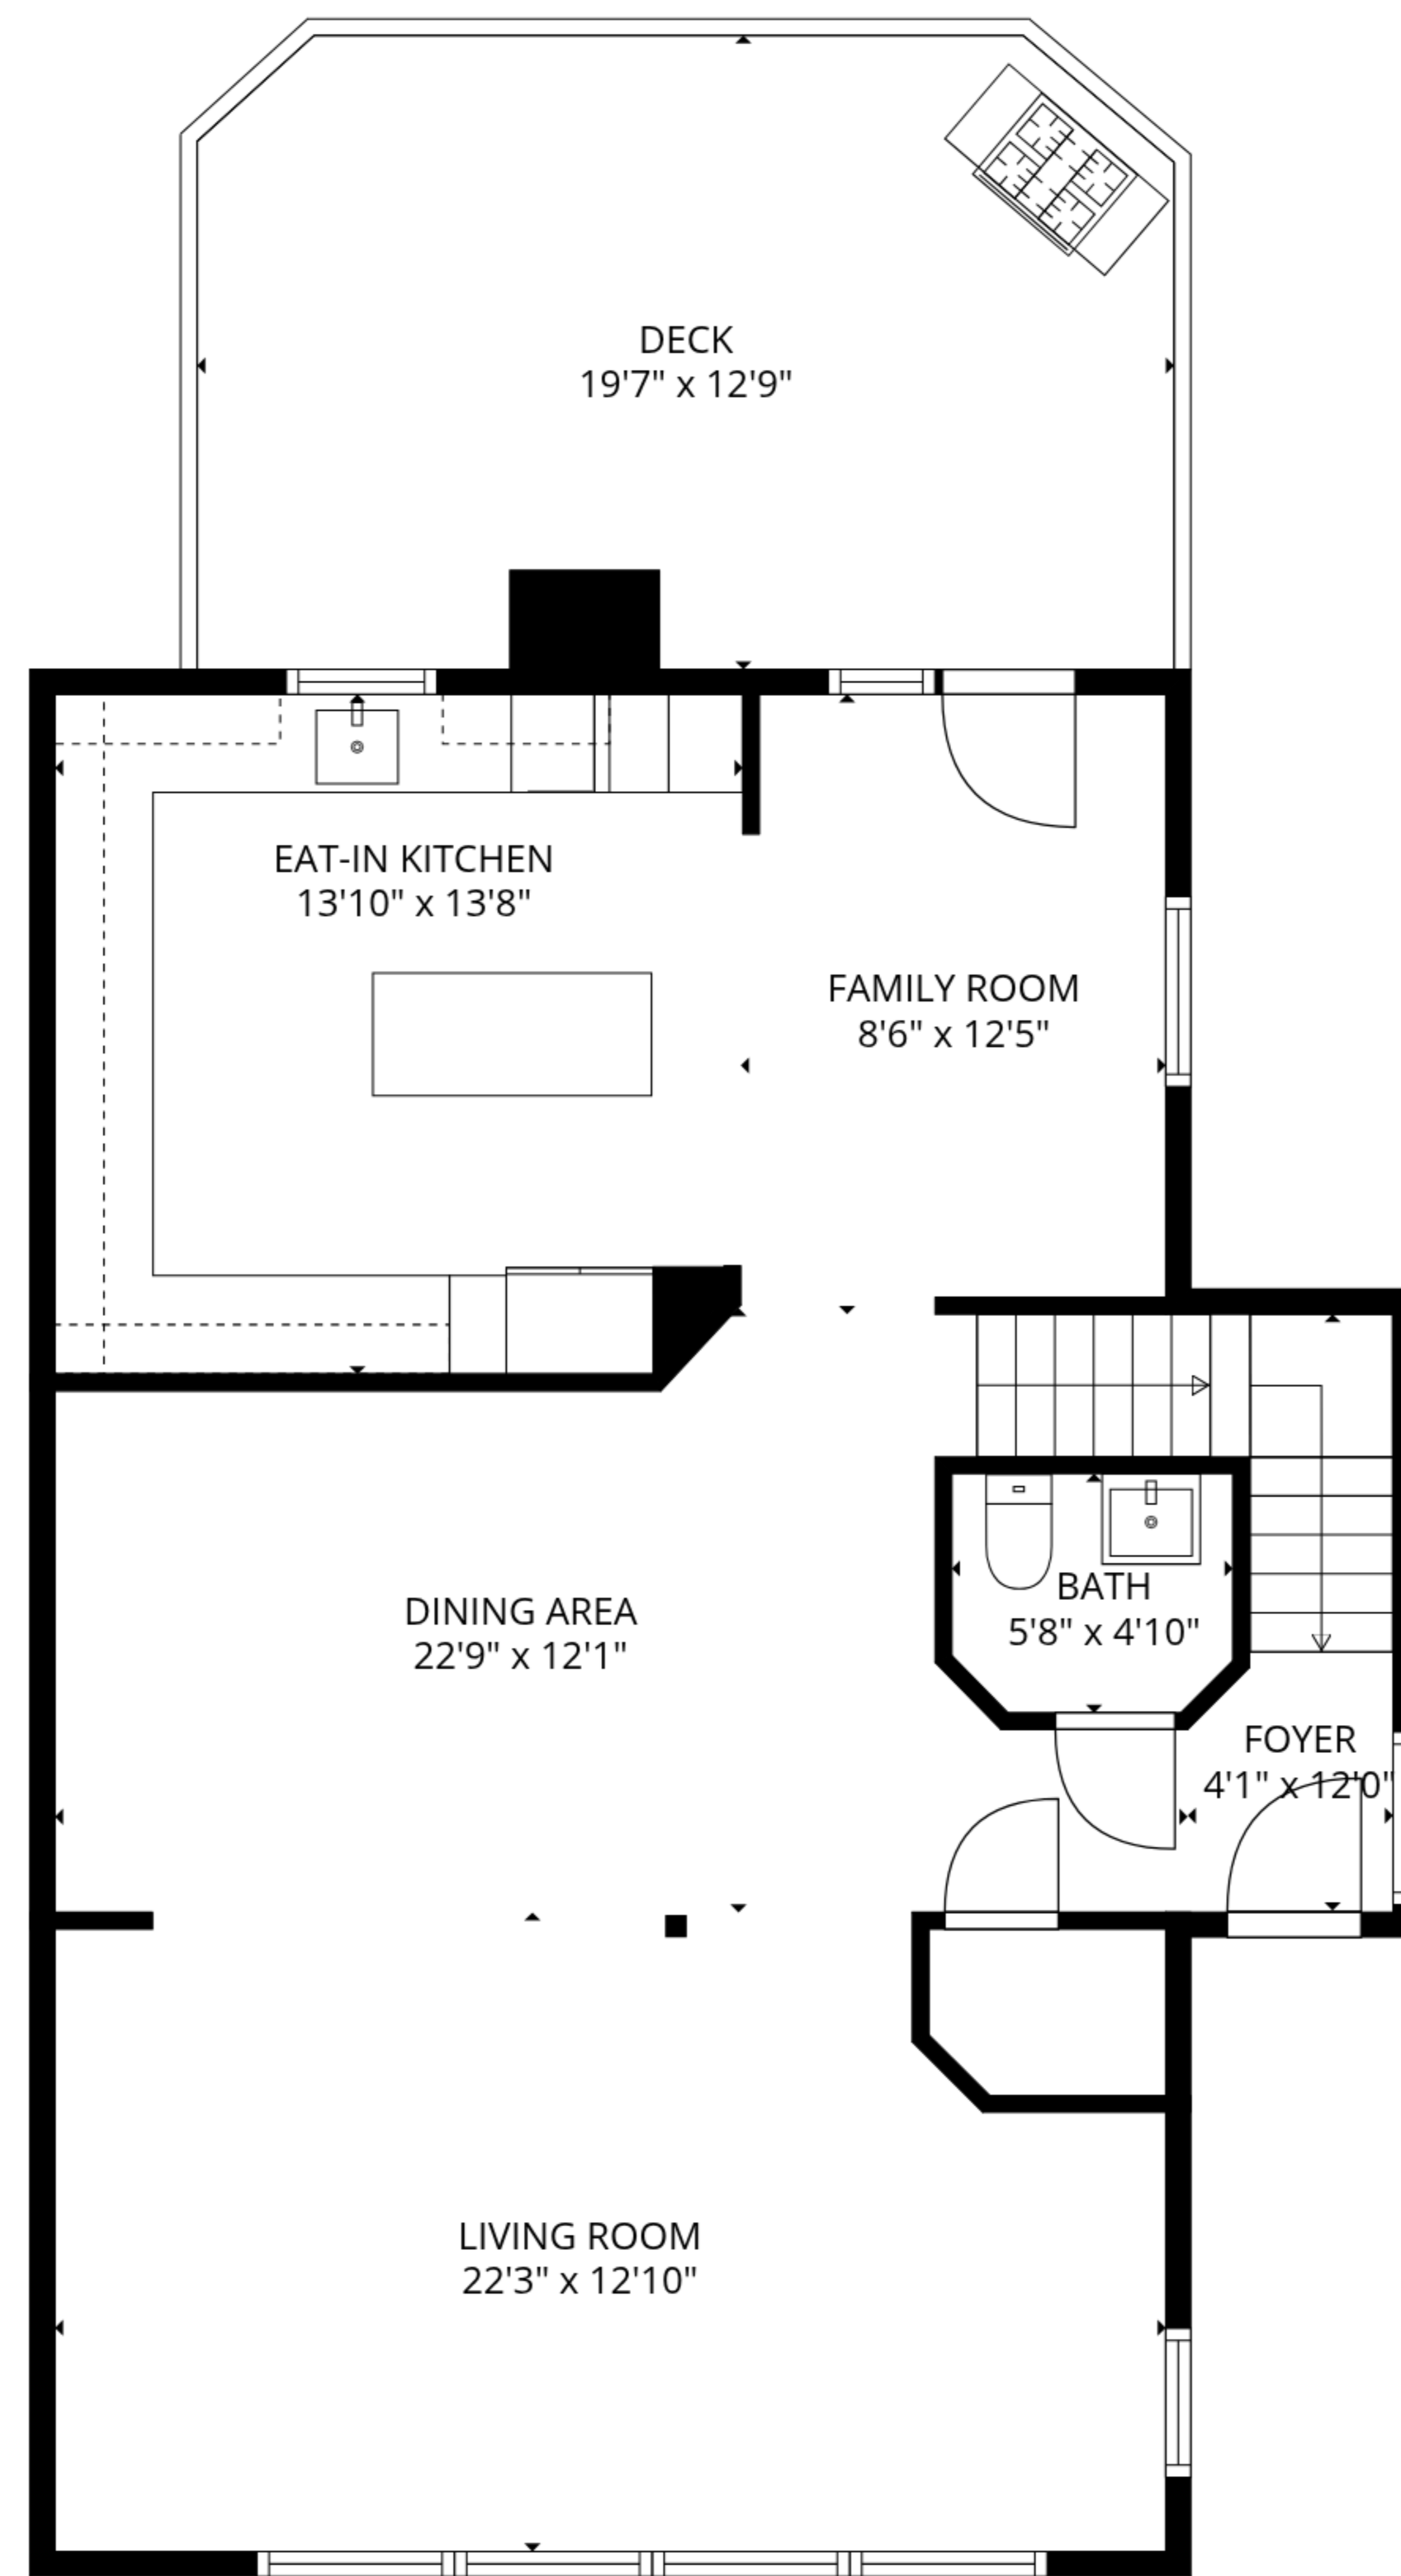 DECK
19'7" x 12'9"
EAT-IN KITCHEN
13'10" x 13'8"
FAMILY ROOM
8'6" x 12'5"
DINING AREA
22'9" x 12'1"
BATH
5'8" x 4'10"
FOYER
4'1" x 12'0"
LIVING ROOM
22'3" x 12'10"